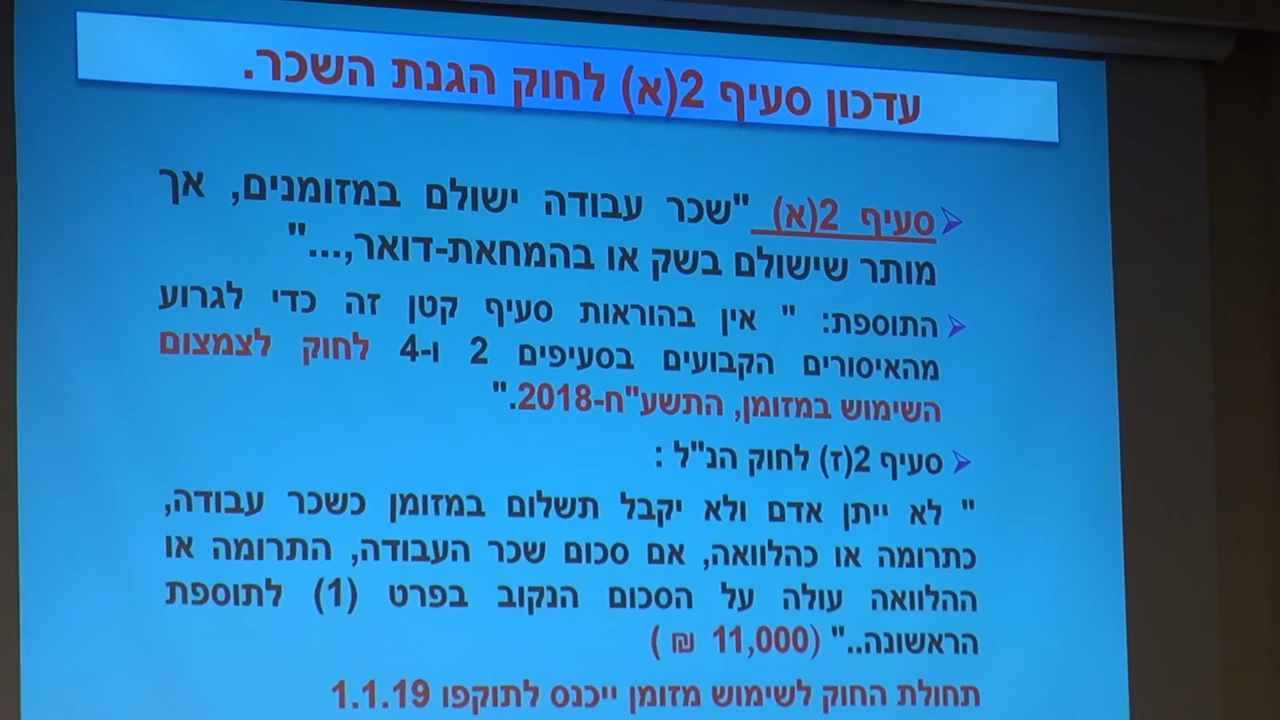 עדכון סעיף 2(א) לחוק הגנת השכר.
סעיף 2(א) "שכר עבודה ישולם במזומנים, אך
מותר שישולם בשק או בהמחאת-דואר,..."
התוספת: " אין בהוראות סעיף קטן זה כדי לגרוע
מהאיסורים הקבועים בסעיפים 2 ו-4 לחוק לצמצום
השימוש במזומן, התשע"ח-2018."
סעיף 2(ז) לחוק הנ"ל :
" לא ייתן אדם ולא יקבל תשלום במזומן כשכר עבודה,
כתרומה או כהלוואה, אם סכום שכר העבודה, התרומה או
ההלוואה עולה על הסכום הנקוב בפרט (1) לתוספת
הראשונה.." (11,000 ₪ )
תחולת החוק לשימוש מזומן ייכנס לתוקפו 1.1.19